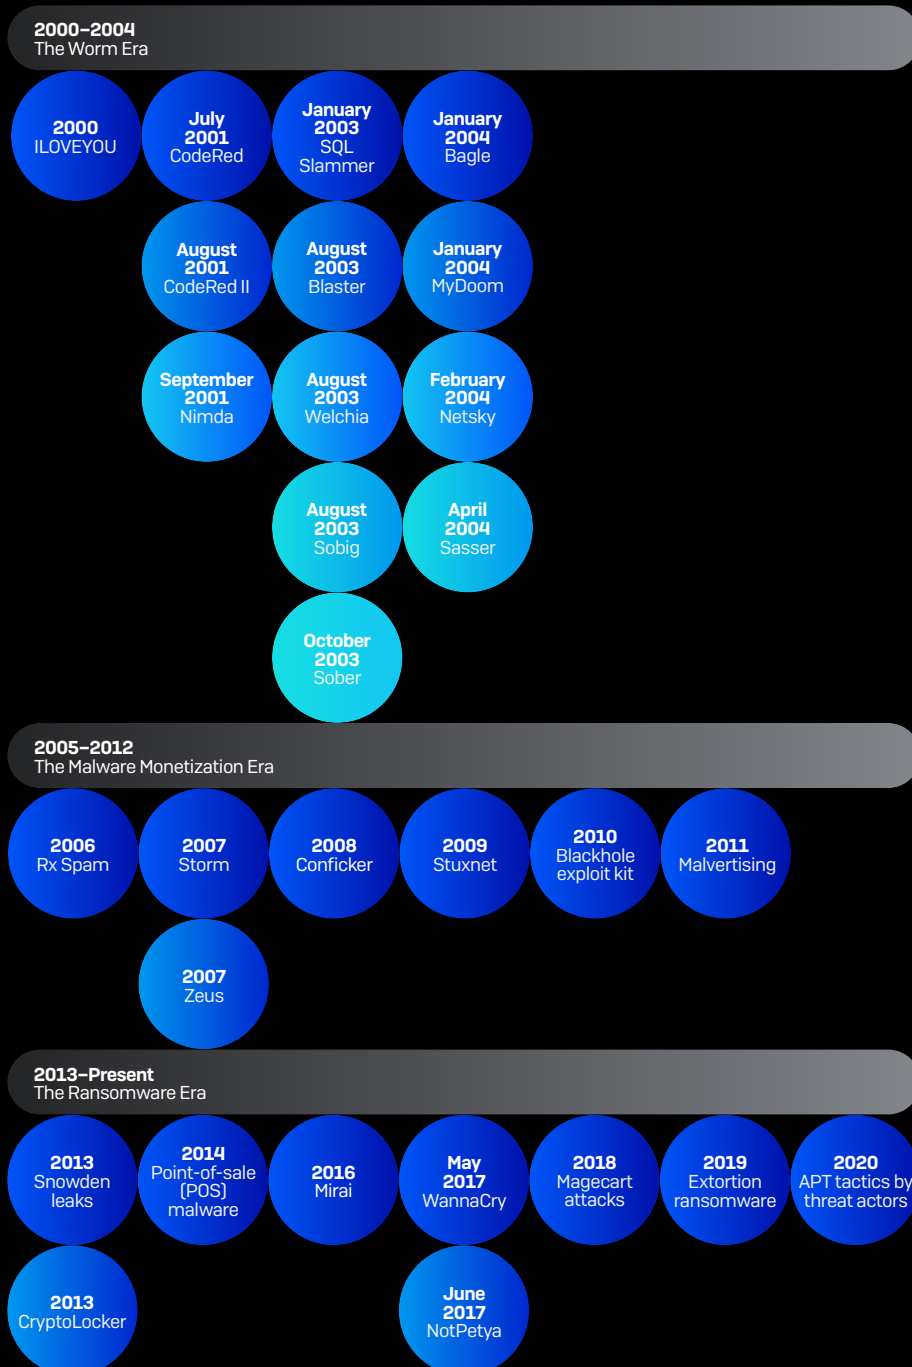 2000–2004
The Worm Era
2000
ILOVEYOU
July
2001
CodeRed
January
2003
SQL
Slammer
January
2004
Bagle
August
2001
CodeRed II
August
2003
Blaster
January
2004
MyDoom
September
2001
Nimda
August
2003
Welchia
February
2004
Netsky
August
2003
Sobig
April
2004
Sasser
October
2003
Sober
2005–2012
The Malware Monetization Era
2006
Rx Spam
2007
Storm
2008
Conficker
2009
Stuxnet
2010
Blackhole
exploit kit
2011
Malvertising
2007
Zeus
2013–Present
The Ransomware Era
2013
Snowden
leaks
2014
Point-of-sale
(POS)
malware
2016
Mirai
May
2017
WannaCry
2018
Magecart
attacks
2019
Extortion
ransomware
2020
APT tactics by
threat actors
2013
CryptoLocker
June
2017
NotPetya